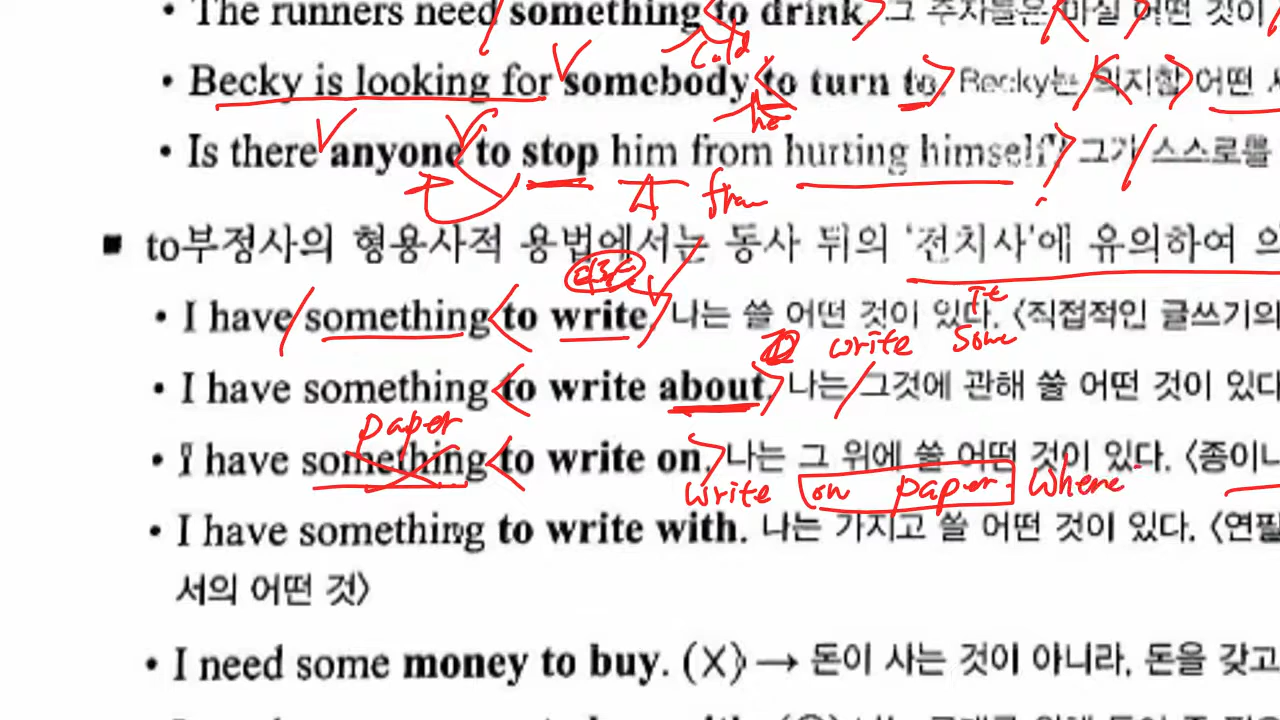 • The runners need something to drink, 그 주자들은 마실 어떤 것이
cold
• Becky is looking for somebody to turn to. Becky는 의지할 어떤
he
• Is there anyone to stop him from hurting himself? 그가 스스로를
A from
■ to부정사의 형용사적 용법에서는 동사 뒤의 '전치사'에 유의하여
• I have something to write. 나는 쓸 어떤 것이 있다. 〈직접적인 글쓰기의
write some
• I have something to write about. 나는 그것에 관해 쓸 어떤 것이 있다
paper
• I have something to write on. 나는 그 위에 쓸 어떤 것이 있다. 〈종이나
write on paper where
• I have something to write with. 나는 가지고 쓸 어떤 것이 있다. 〈연필
서의 어떤 것〉
• I need some money to buy. (X) → 돈이 사는 것이 아니라, 돈을 갖고